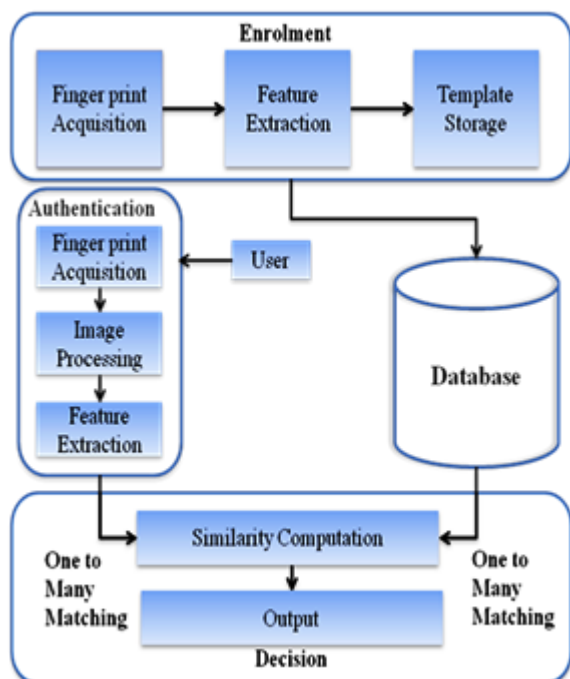 Enrolment
Finger print
Acquisition
Feature
Extraction
Template
Storage
Authentication
Finger print
Acquisition
User
Image
Processing
Feature
Extraction
Database
Similarity Computation
One to
Many
Matching
One to
Many
Matching
Output
Decision